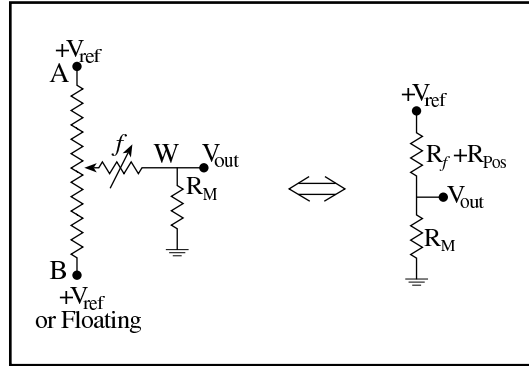 +Vref
A
f
W
Vout
RM
B
+Vref
or Floating
+Vref
Rf +RPos
Vout
RM